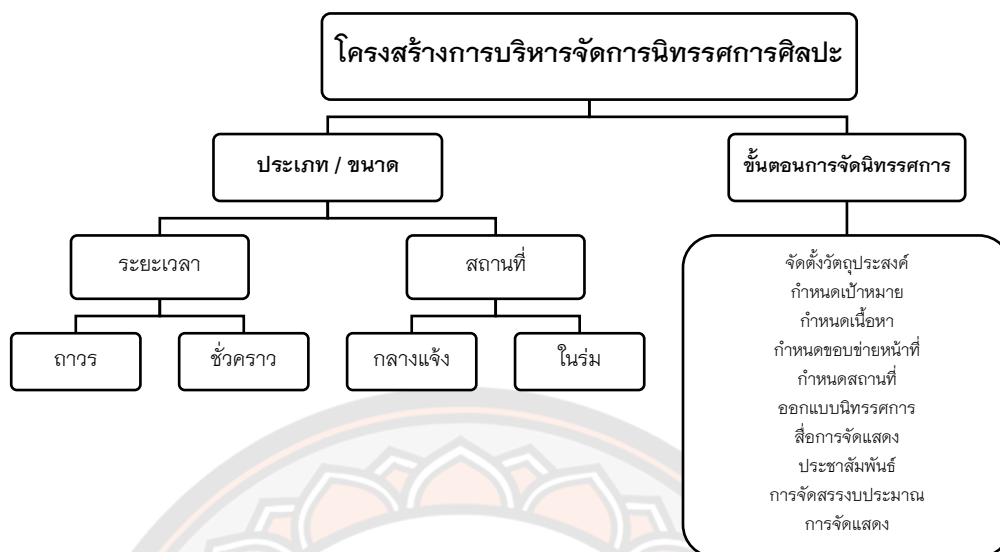 โครงสร้างการบริหารจัดการนิทรรศการศิลปะ
ประเภท / ขนาด
ขั้นตอนการจัดนิทรรศการ
ระยะเวลา
สถานที่
ถาวร
ชั่วคราว
กลางแจ้ง
ในร่ม
จัดตั้งวัตถุประสงค์
กำหนดเป้าหมาย
กำหนดเนื้อหา
กำหนดขอบข่ายหน้าที่
กำหนดสถานที่
ออกแบบนิทรรศการ
สื่อการจัดแสดง
ประชาสัมพันธ์
การจัดสรรงบประมาณ
การจัดแสดง